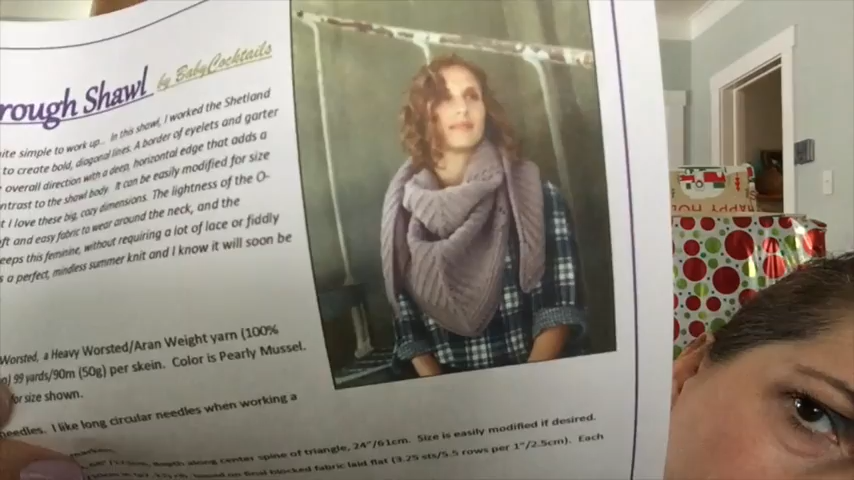 rough Shawl by BabyCocktails
ite simple to work up... In this shawl, I worked the Shetland
to create bold, diagonal lines. A border of eyelets and garter
overall direction with a deep, horizontal edge that adds a
ntrast to the shawl body. It can be easily modified for size
t I love these big, cozy dimensions. The lightness of the O-
ft and easy fabric to wear around the neck, and the
eeps this feminine, without requiring a lot of lace or fiddly
s a perfect, mindless summer knit and I know it will soon be
Worsted, a Heavy Worsted/Aran Weight yarn (100%
) 99 yards/90m (50g) per skein. Color is Pearly Mussel.
for size shown.
needles. I like long circular needles when working a
depth along center spine of triangle, 24"/61cm. Size is easily modified if desired.
based on final blocked fabric laid flat (3.25 sts/5.5 rows per 1"/2.5cm). Each